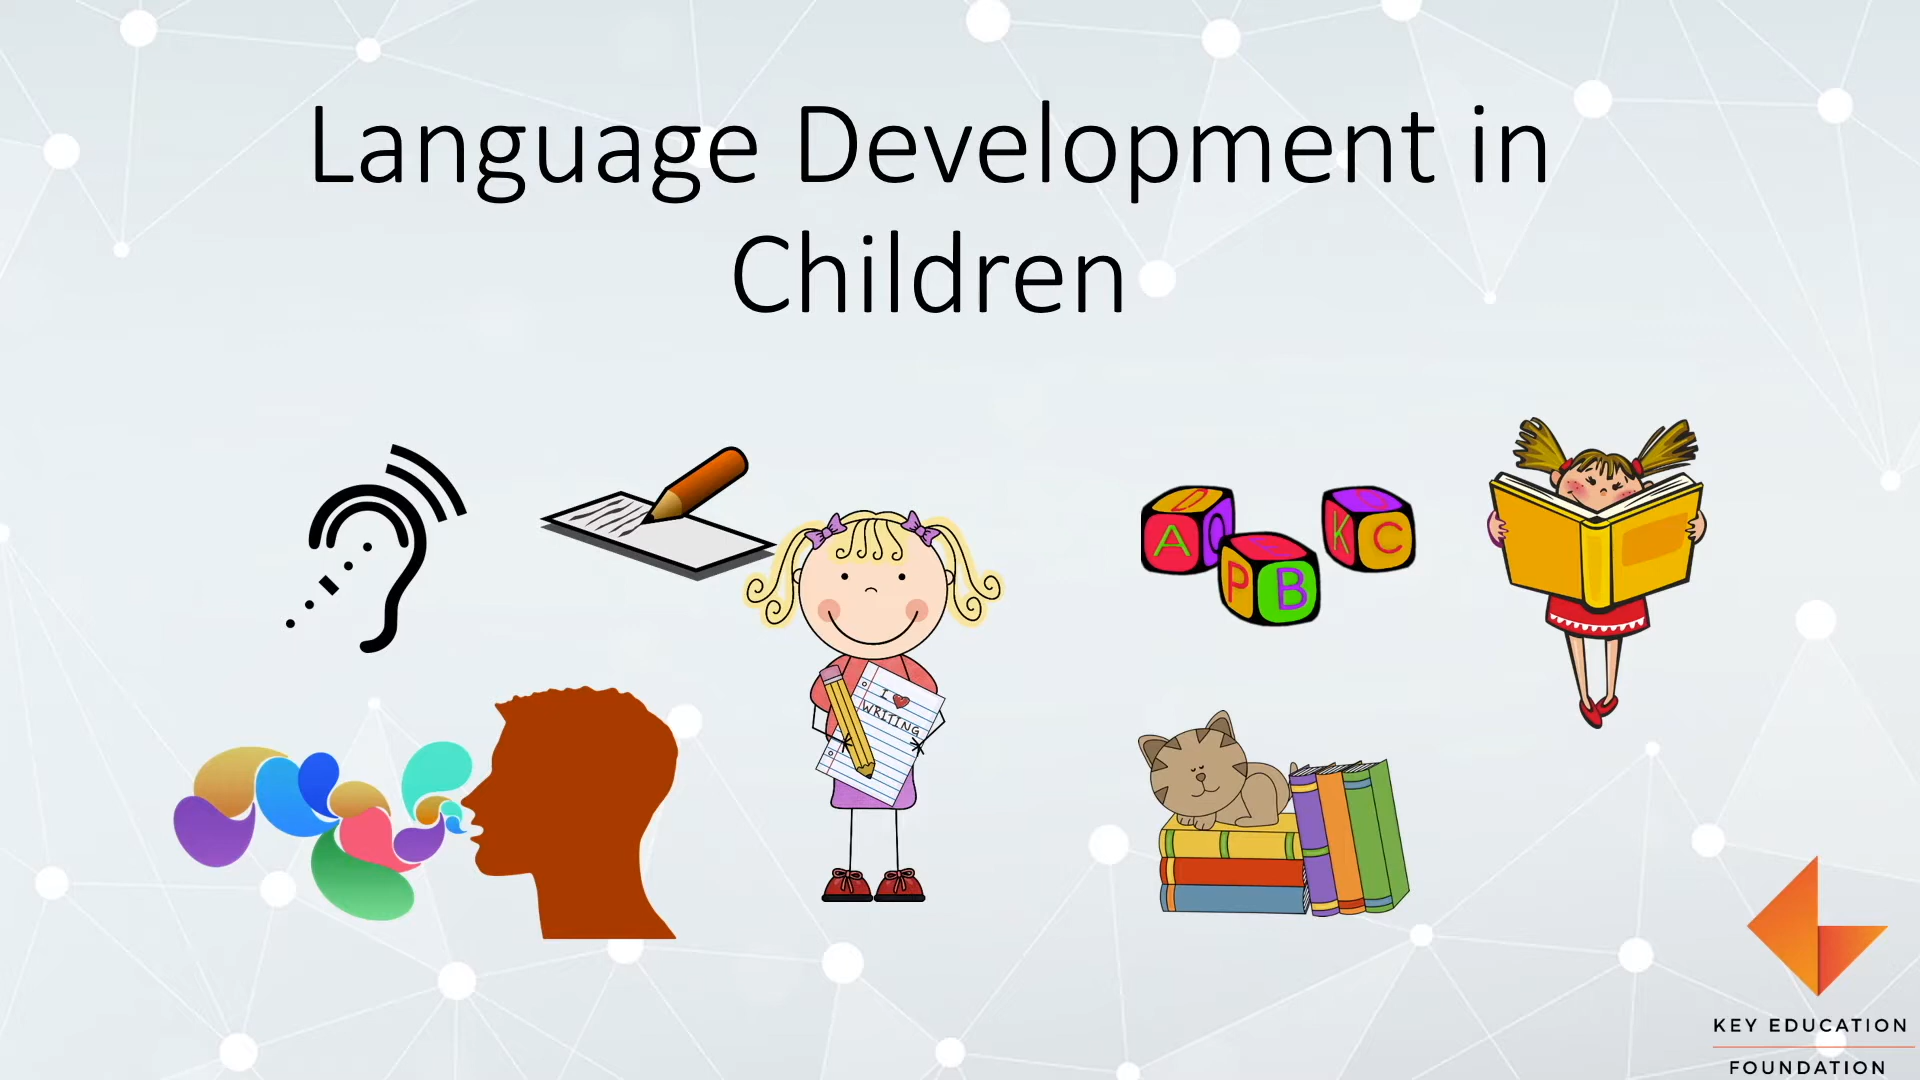 Language Development in
Children
I ❤
WRITING
D
A
O
P
B
K
C
KEY EDUCATION
FOUNDATION